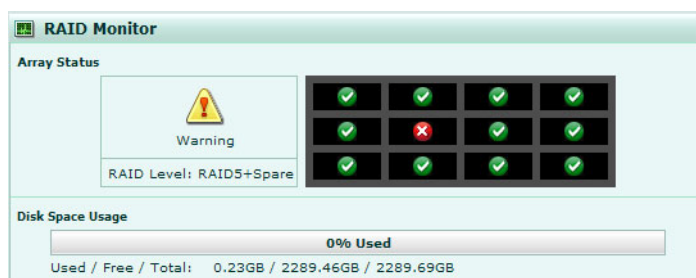 RAID Monitor
Array Status
Warning
RAID Level: RAID5+Spare
Disk Space Usage
0% Used
Used / Free / Total: 0.23GB / 2289.46GB / 2289.69GB